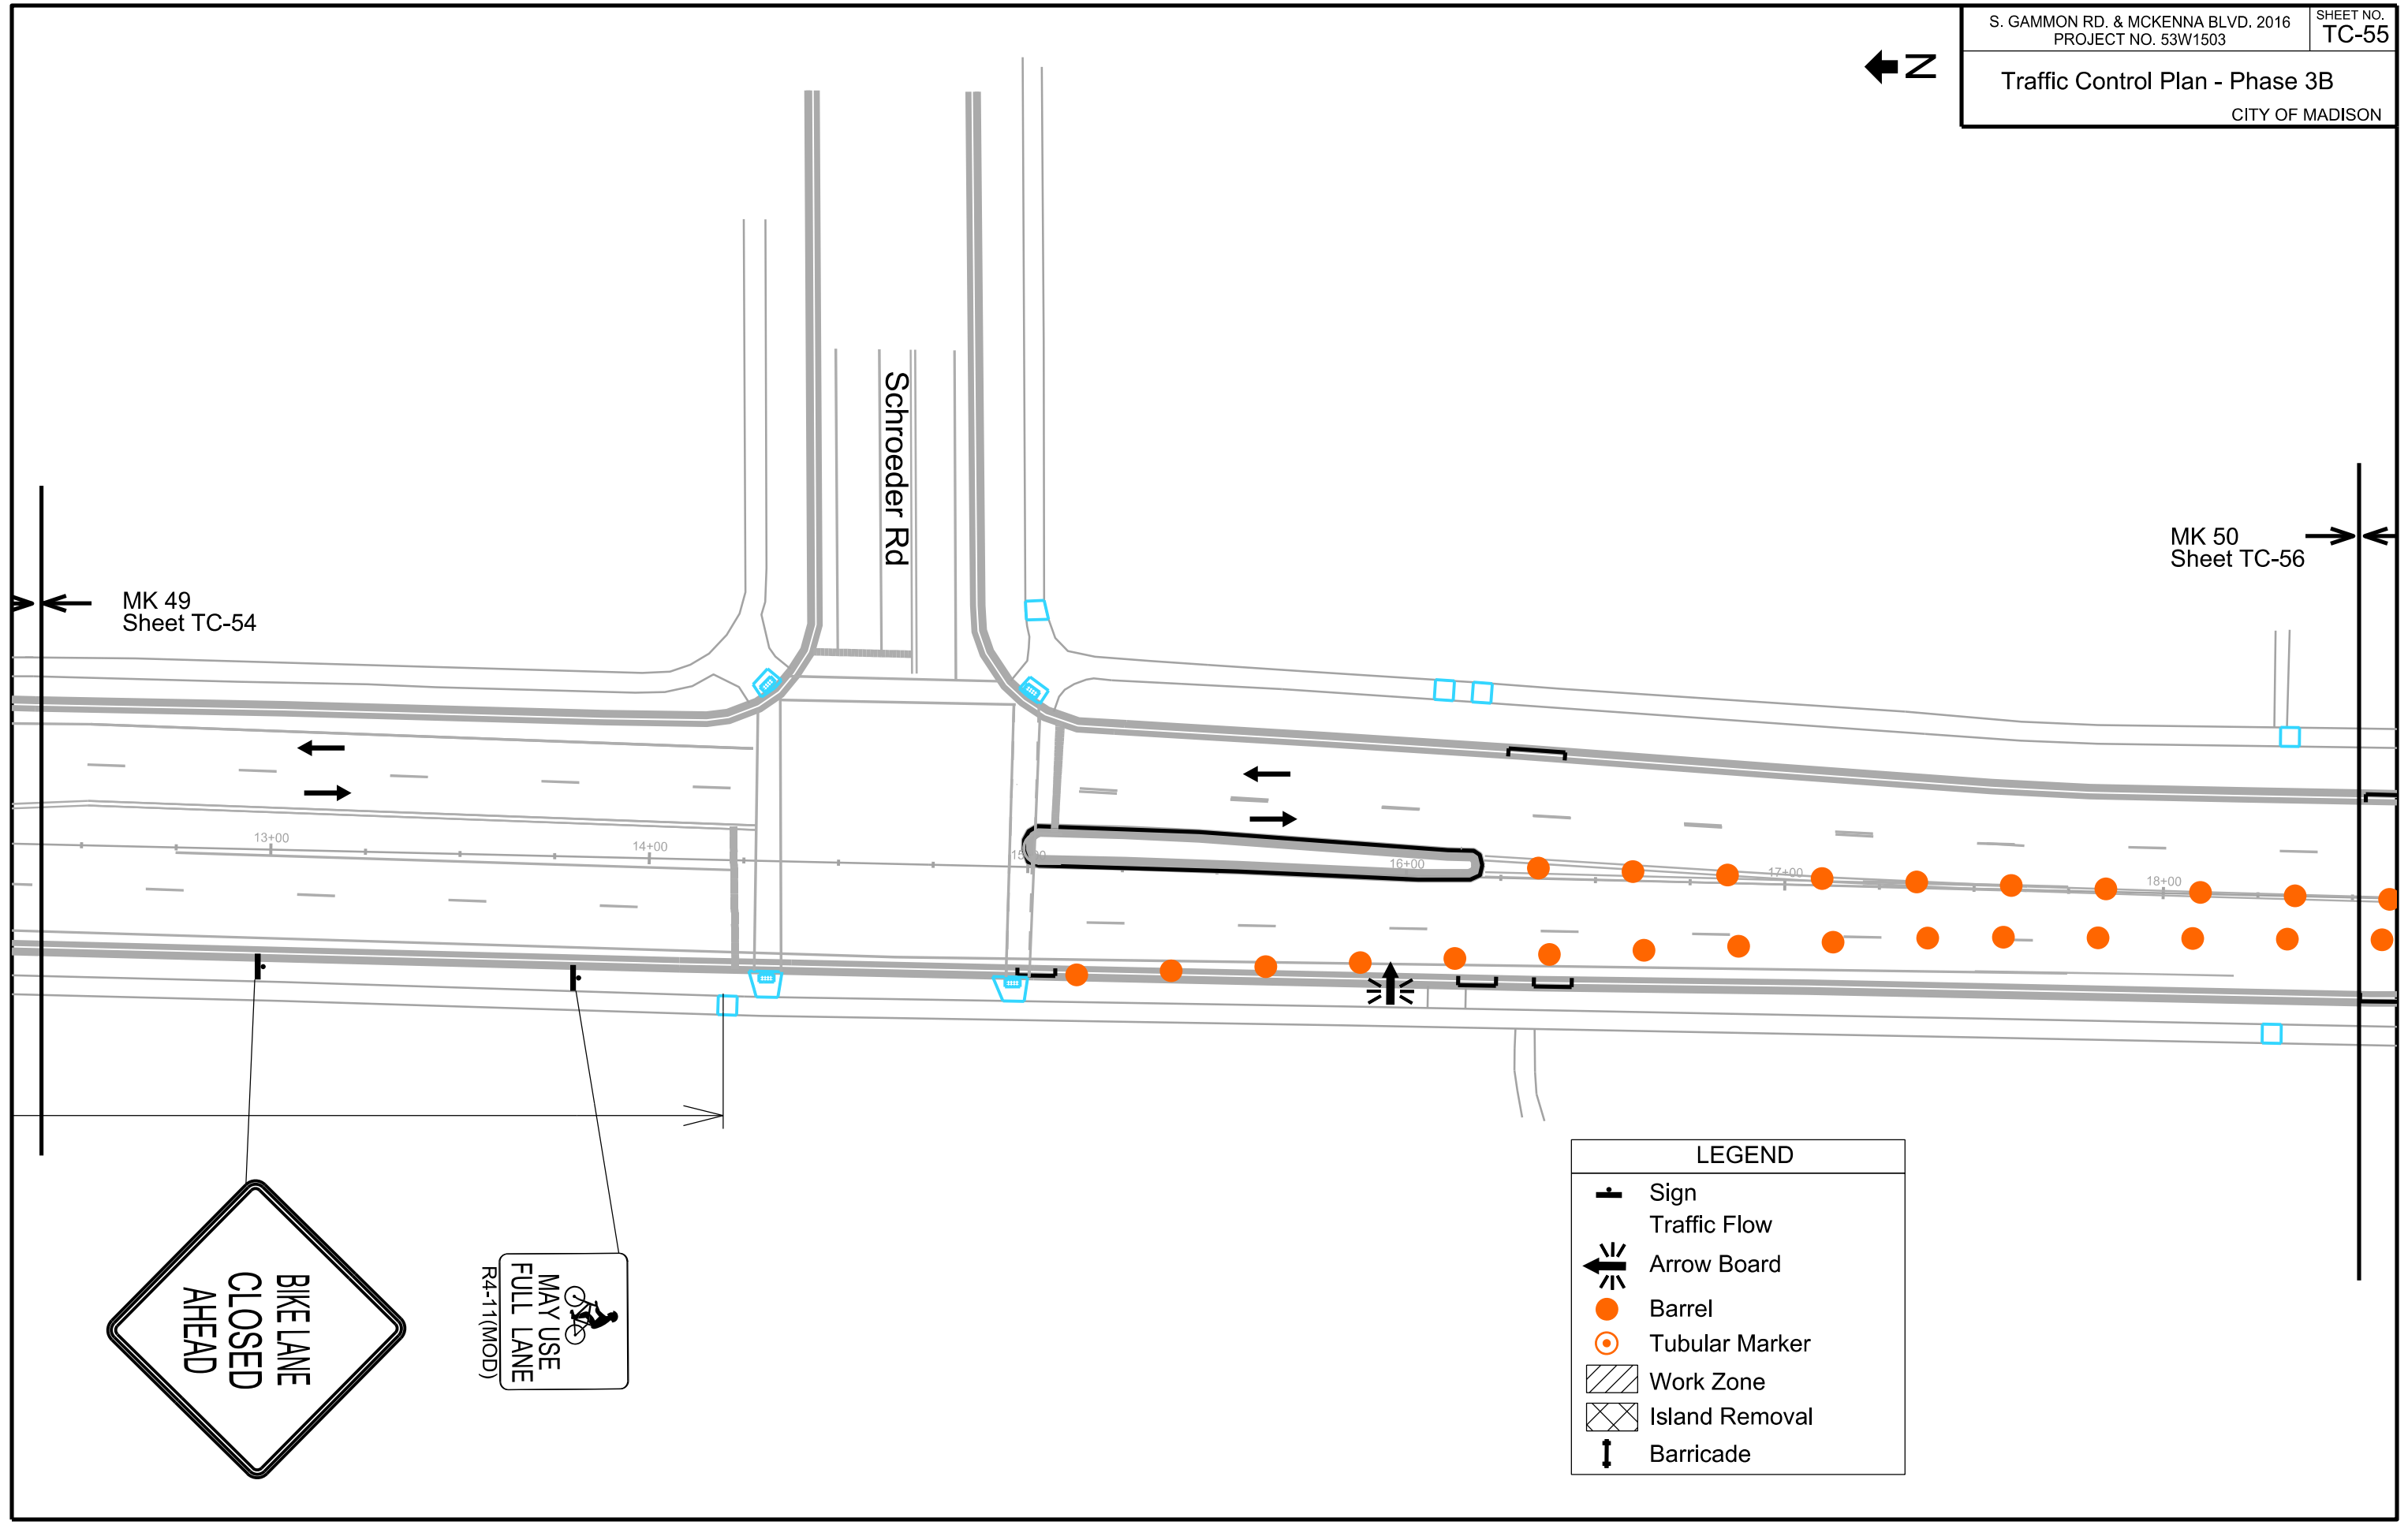 S. GAMMON RD. & MCKENNA BLVD. 2016
PROJECT NO. 53W1503
SHEET NO.
TC-55
Traffic Control Plan - Phase 3B
CITY OF MADISON
N
Schroeder Rd
MK 49
Sheet TC-54
MK 50
Sheet TC-56
13+00
14+00
15+00
16+00
17+00
18+00
BIKE LANE
CLOSED
AHEAD
MAY USE
FULL LANE
R4-11(MOD)
LEGEND
Sign
Traffic Flow
Arrow Board
Barrel
Tubular Marker
Work Zone
Island Removal
Barricade